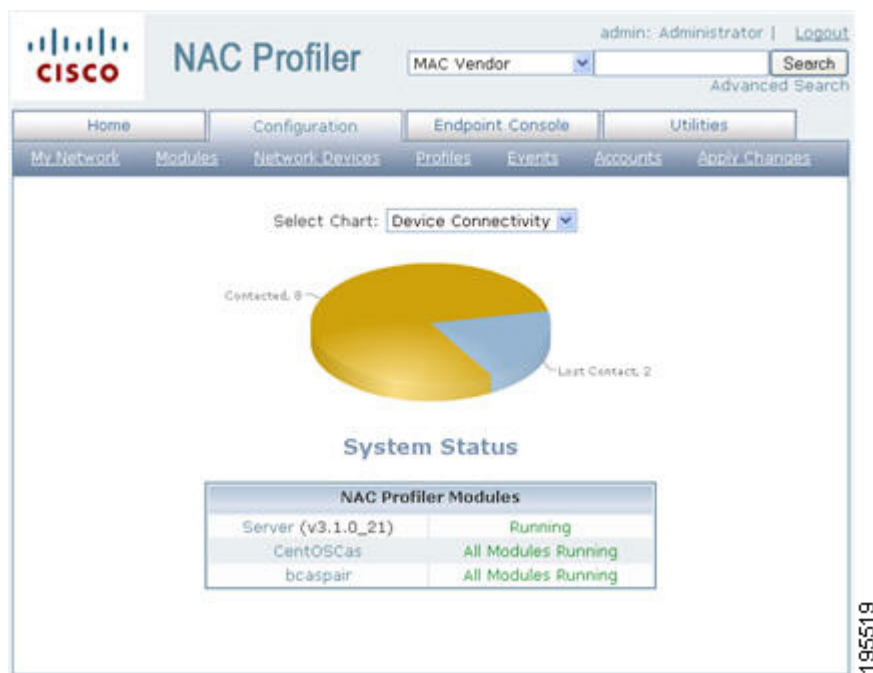 admin: Administrator | Logout
CISCO
NAC Profiler
MAC Vendor
Search
Advanced Search
Home Configuration Endpoint Console Utilities
My Network Modules Network Devices Profiles Events Accounts Apply Changes
Select Chart: Device Connectivity
Contacted, 8
Lost Contact, 2
System Status
NAC Profiler Modules
Server (v3.1.0_21) Running
CentOSCas All Modules Running
bcaspair All Modules Running
195519